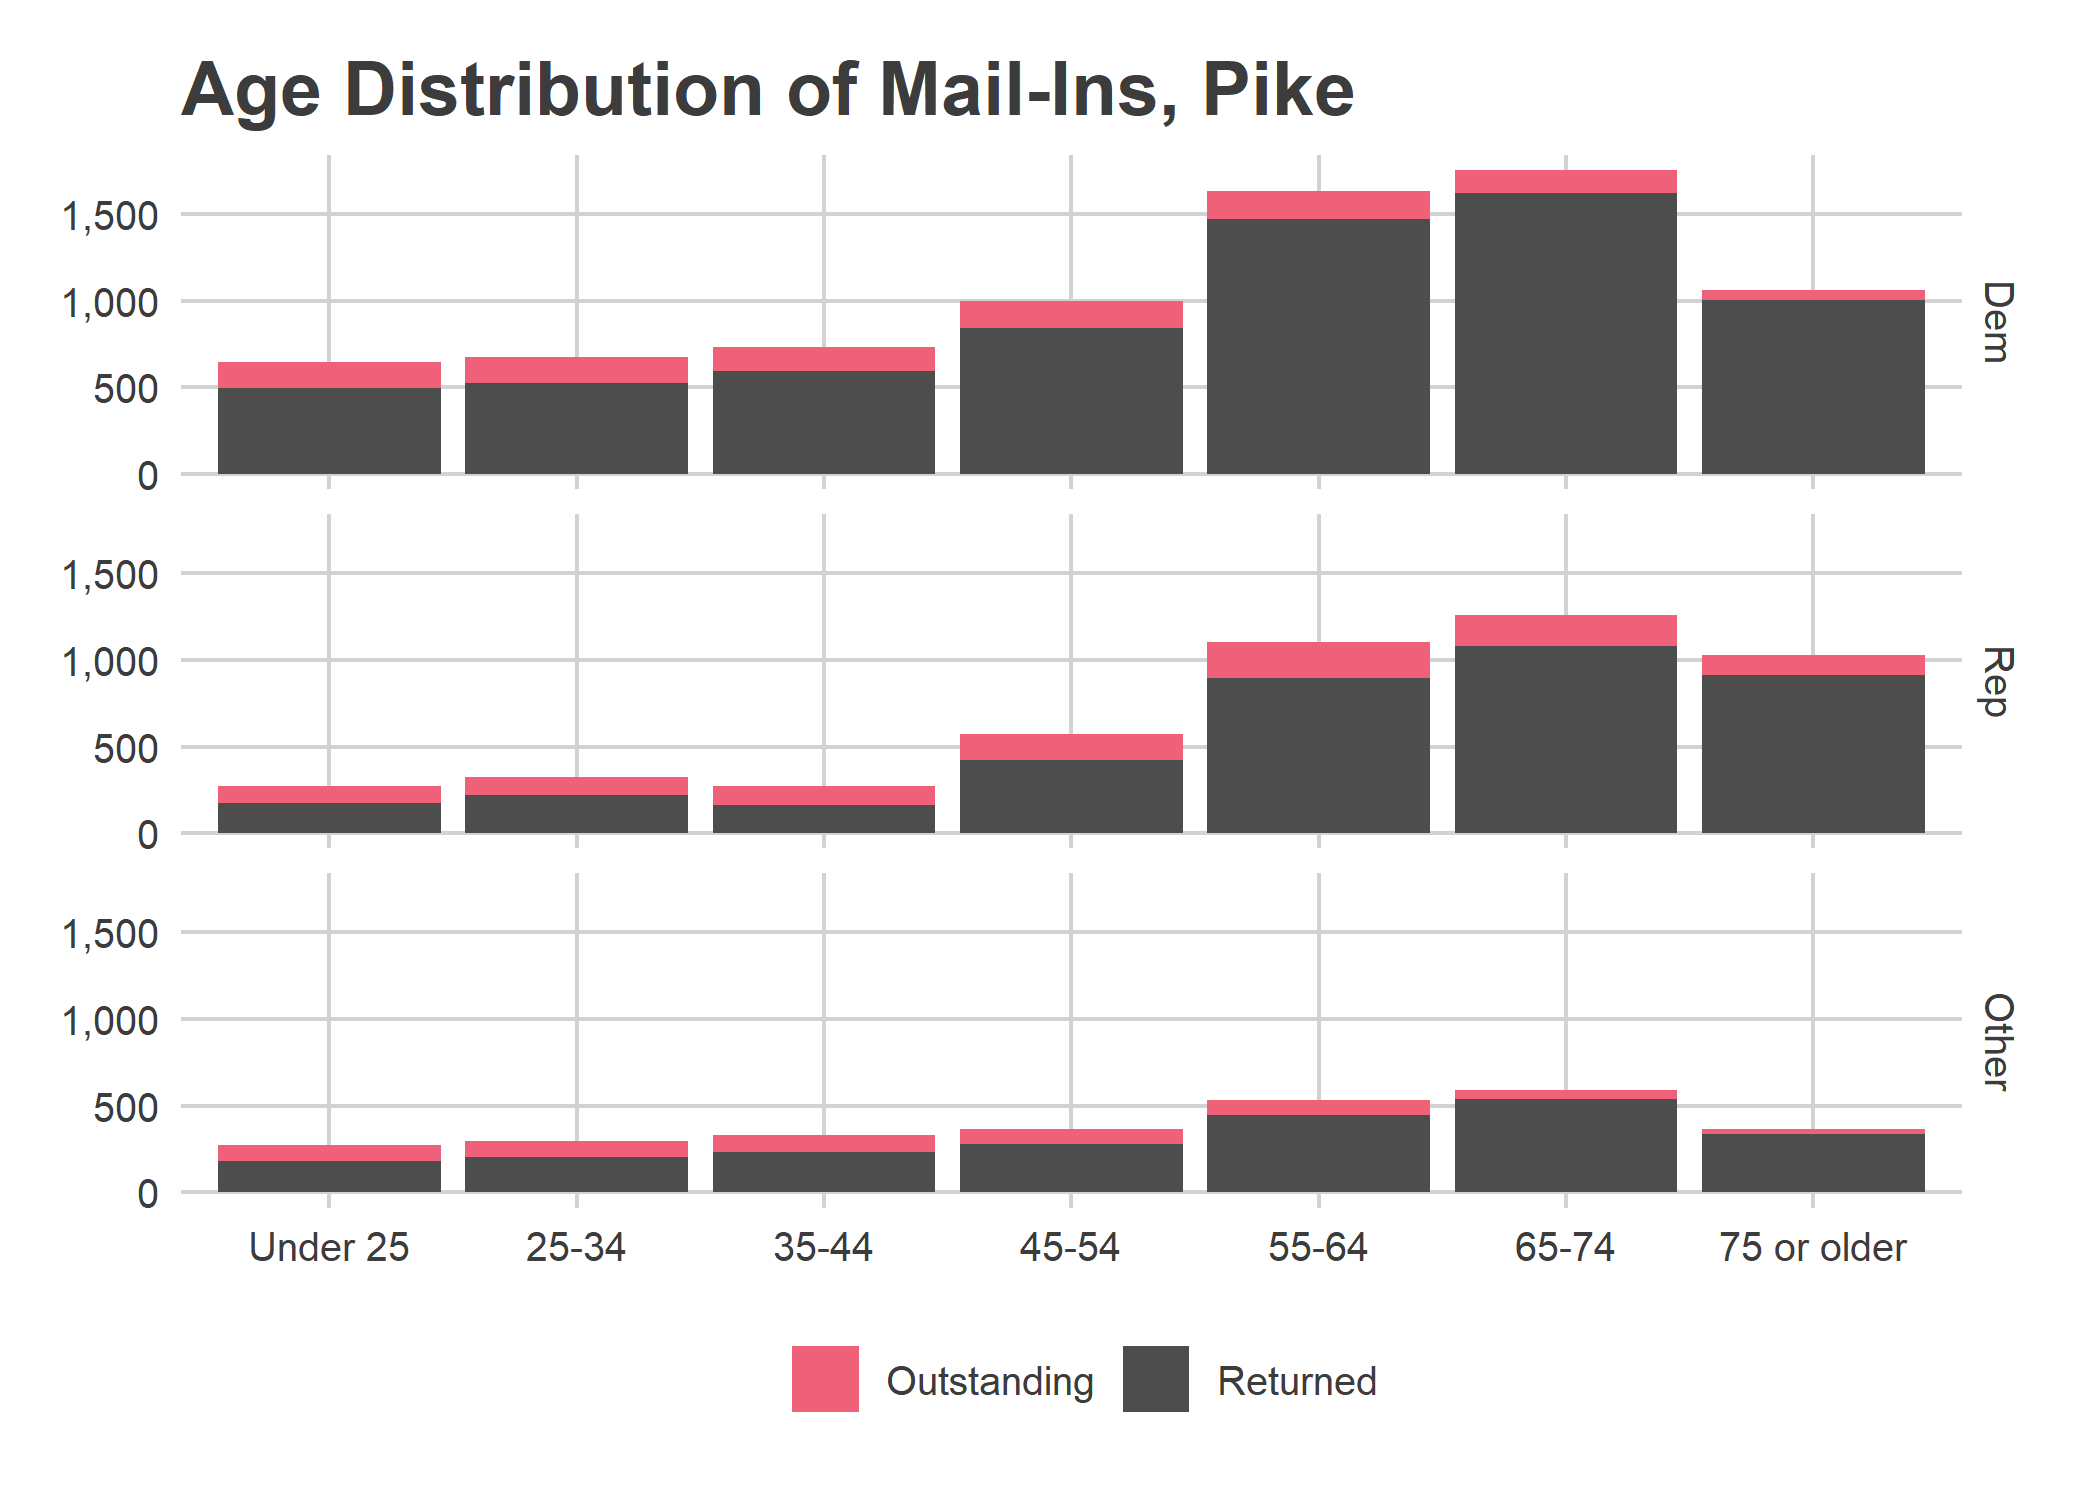 Age Distribution of Mail-Ins, Pike
1,500
1,000
500
0
Dem
1,500
1,000
500
0
Rep
1,500
1,000
500
0
Other
Under 25 25-34 35-44 45-54 55-64 65-74 75 or older
Outstanding Returned